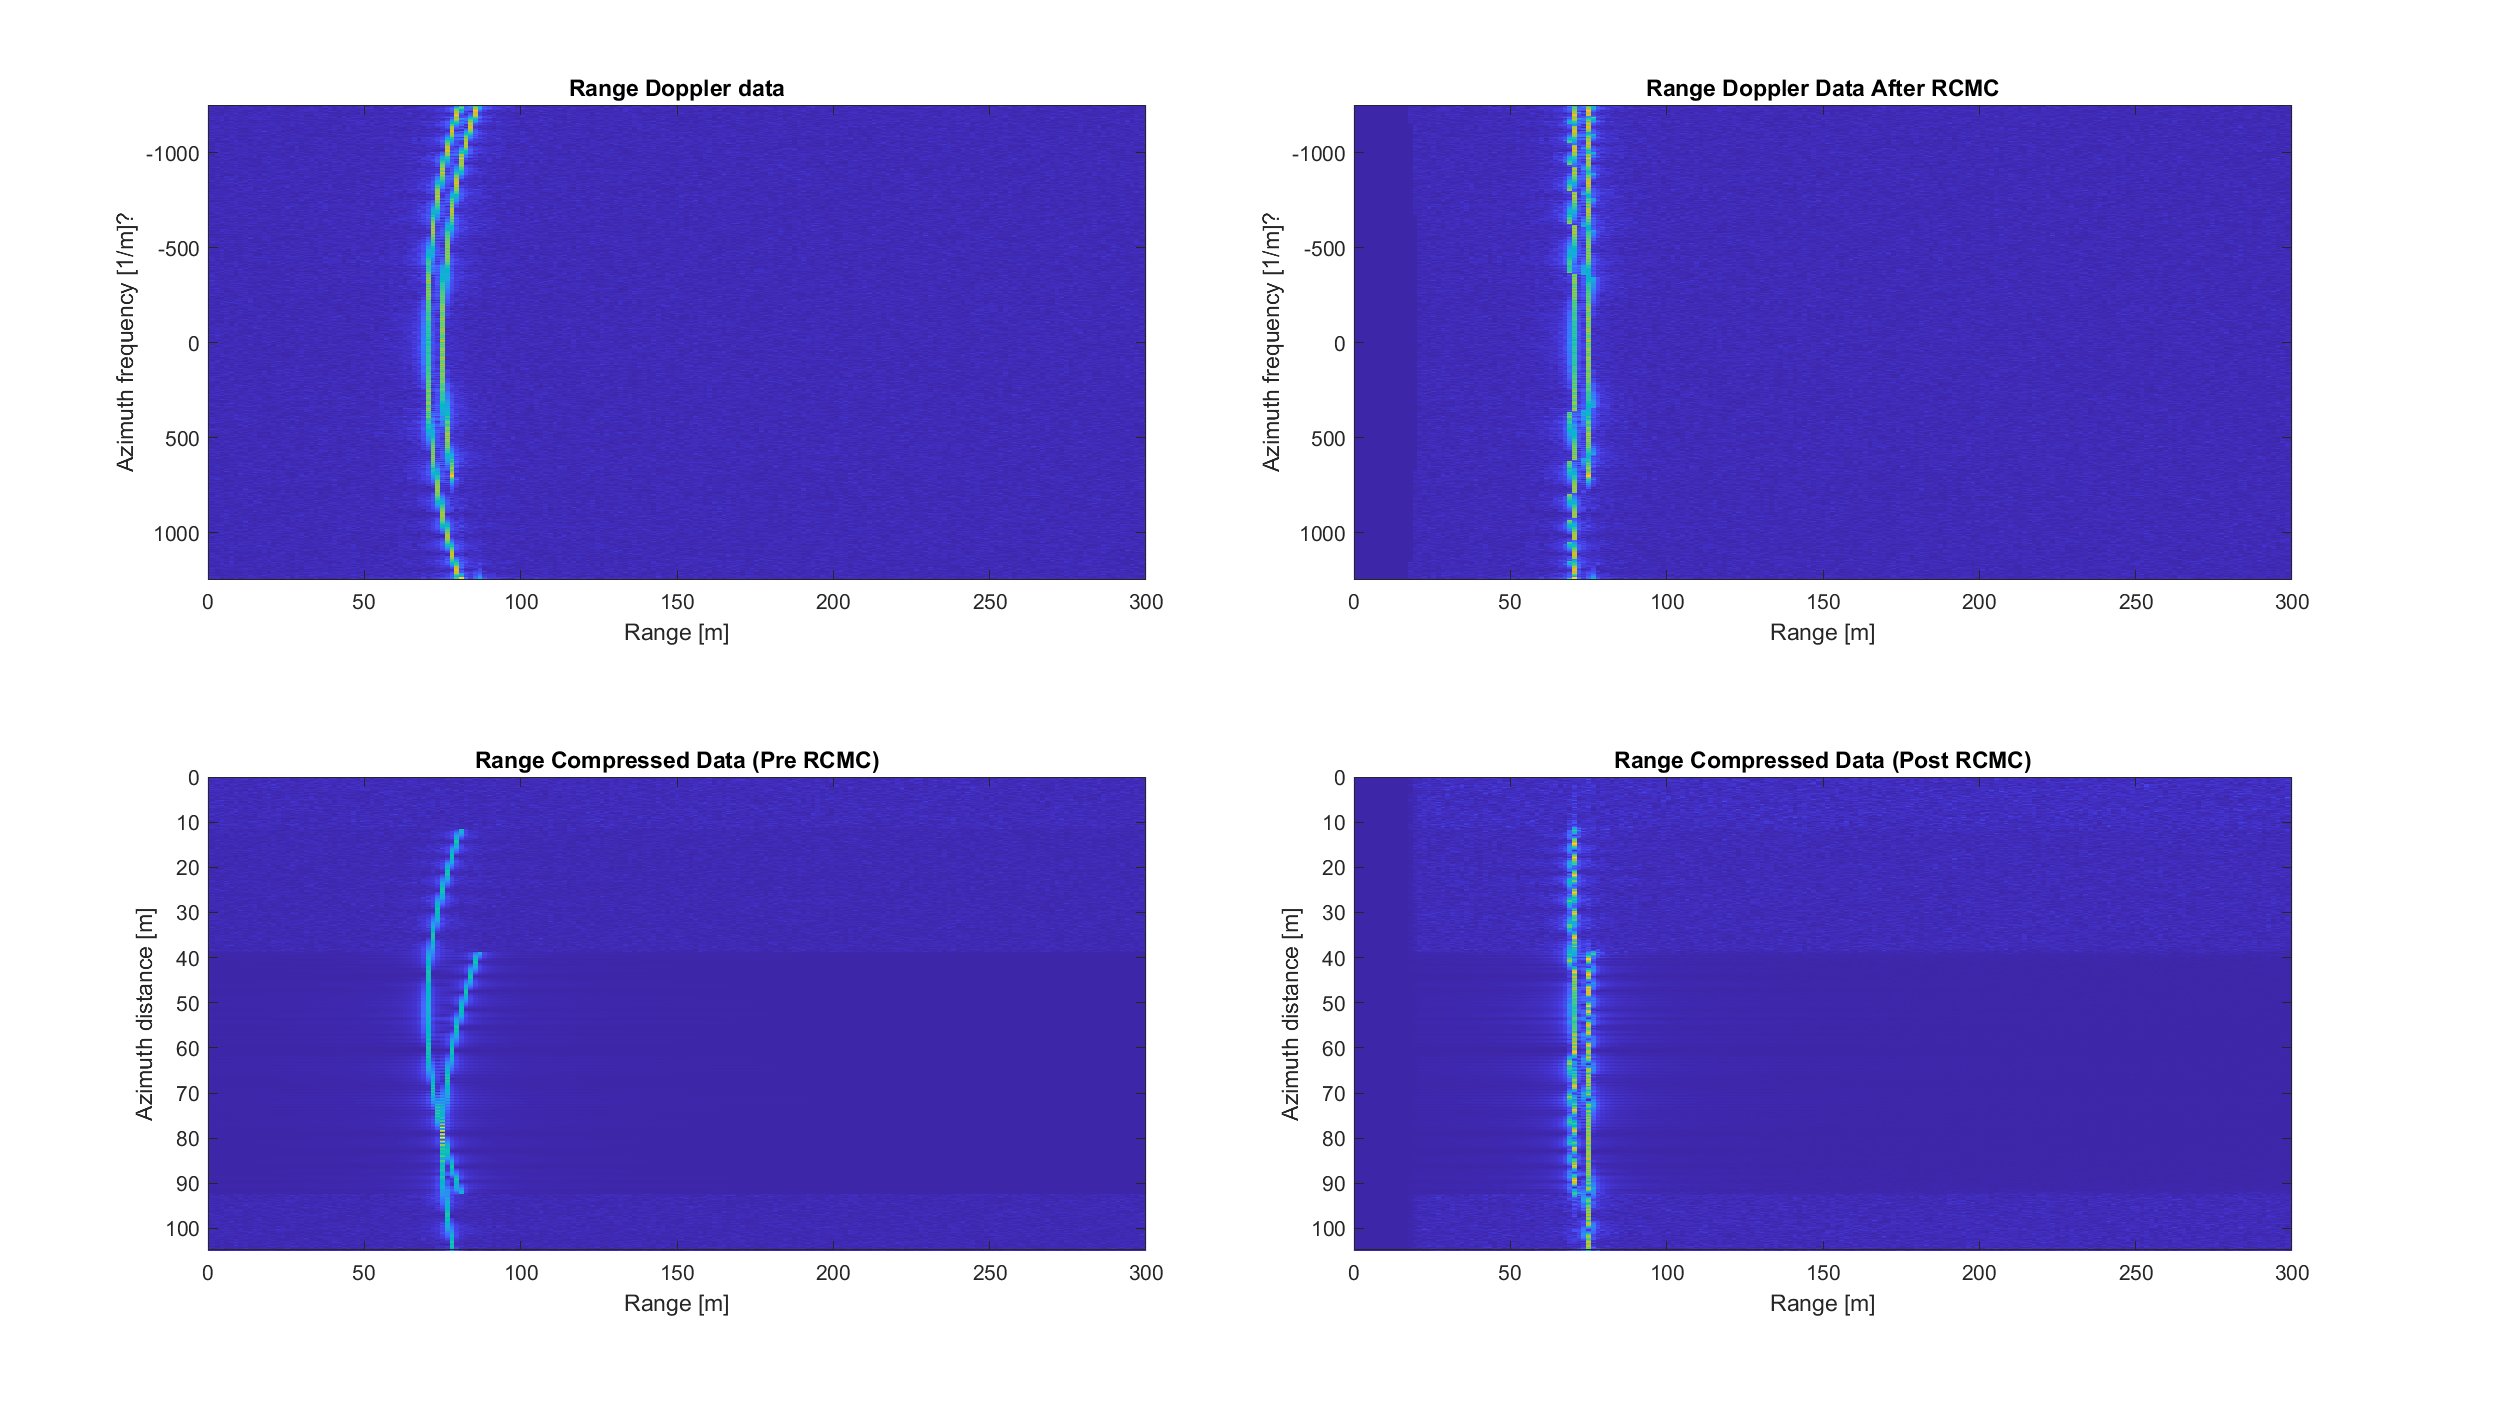 Range Doppler data
Azimuth frequency [1/m]?
-1000
-500
0
500
1000
0 50 100 150 200 250 300
Range [m]
Range Doppler Data After RCMC
Azimuth frequency [1/m]?
-1000
-500
0
500
1000
0 50 100 150 200 250 300
Range [m]
Range Compressed Data (Pre RCMC)
Azimuth distance [m]
0
10
20
30
40
50
60
70
80
90
100
0 50 100 150 200 250 300
Range [m]
Range Compressed Data (Post RCMC)
Azimuth distance [m]
0
10
20
30
40
50
60
70
80
90
100
0 50 100 150 200 250 300
Range [m]